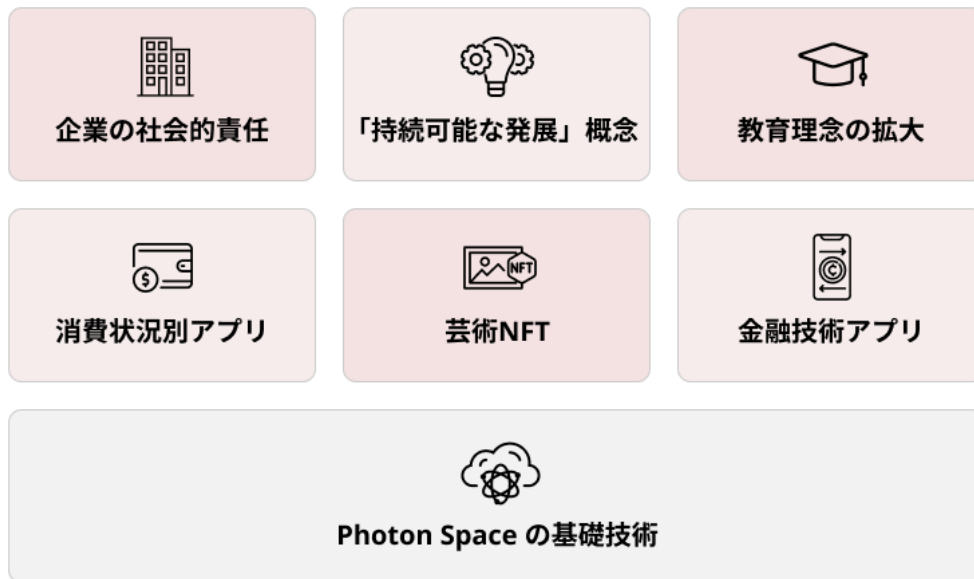 企業の社会的責任
「持続可能な発展」概念
教育理念の拡大
$
NFT
C
消費状況別アプリ
芸術NFT
金融技術アプリ
Photon Space の基礎技術